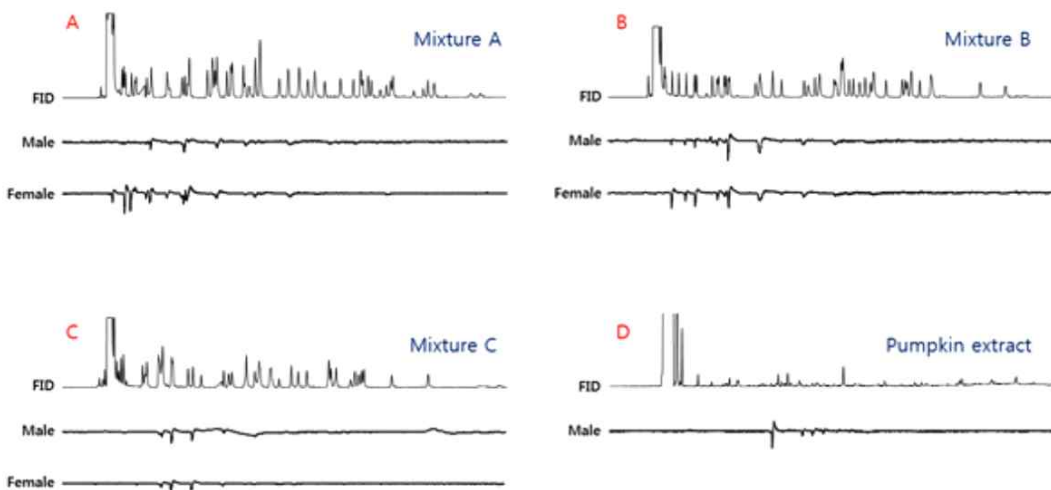 A
Mixture A
FID
Male
Female
B
Mixture B
FID
Male
Female
C
Mixture C
FID
Male
Female
D
Pumpkin extract
FID
Male